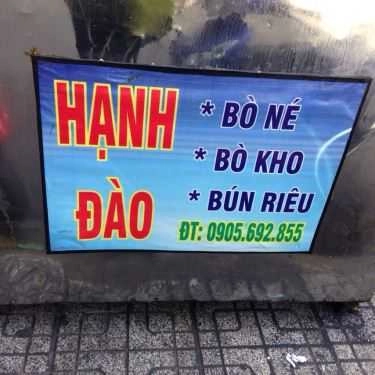 HẠNH
ĐÀO
* BÒ NÉ
* BÒ KHO
* BÚN RIÊU
ĐT: 0905.692.855